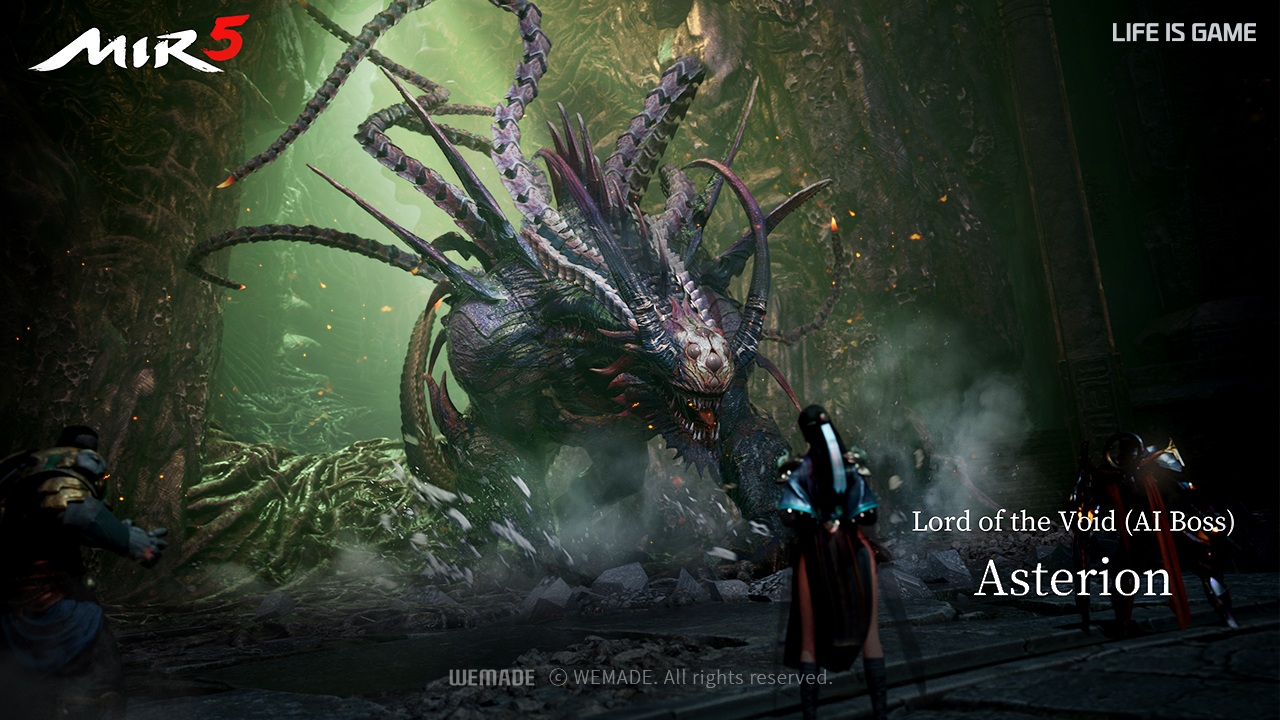 MIR5
LIFE IS GAME
Lord of the Void (AI Boss)
Asterion
WEMADE ⓒ WEMADE. All rights reserved.